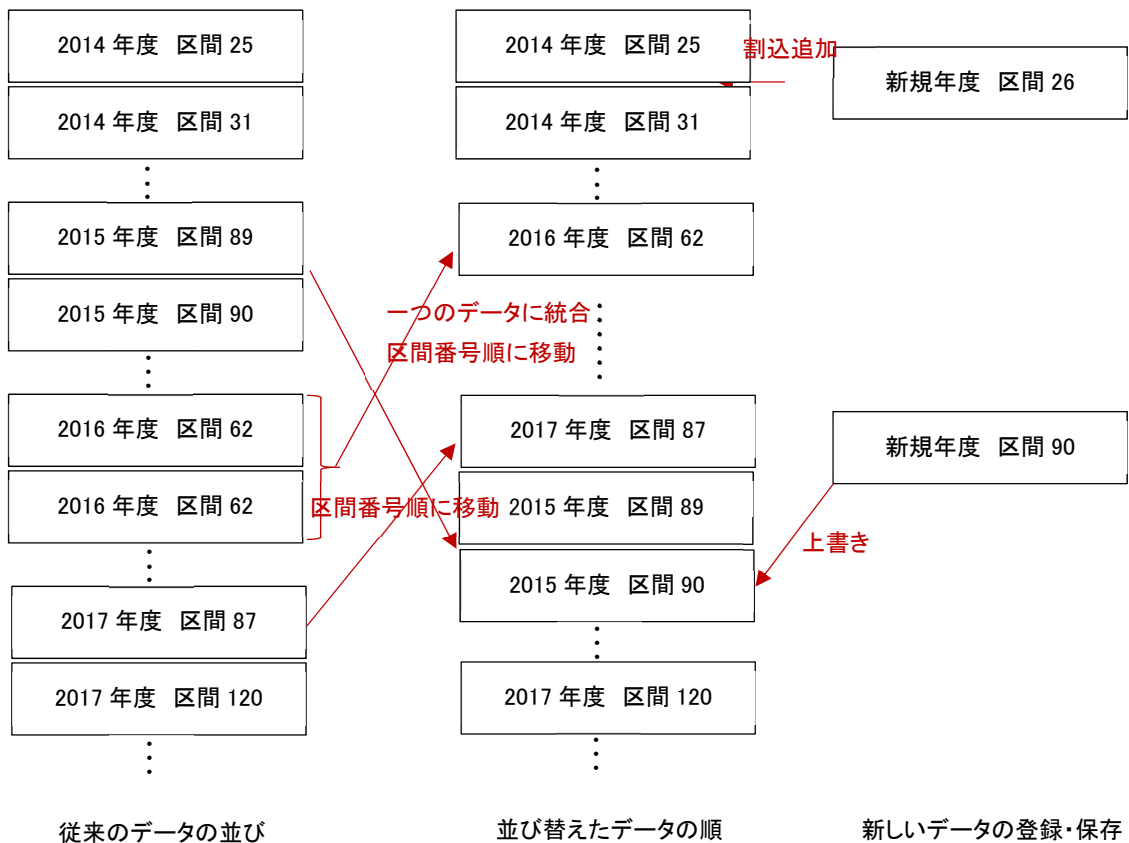 2014 年度 区間 25
2014 年度 区間 31
2015 年度 区間 89
2015 年度 区間 90
2016 年度 区間 62
2016 年度 区間 62
2017 年度 区間 87
2017 年度 区間 120
従来のデータの並び
一つのデータに統合
区間番号順に移動
区間番号順に移動
2014 年度 区間 25
2014 年度 区間 31
2016 年度 区間 62
2017 年度 区間 87
2015 年度 区間 89
2015 年度 区間 90
2017 年度 区間 120
並び替えたデータの順
割込追加
新規年度 区間 26
新規年度 区間 90
上書き
新しいデータの登録・保存